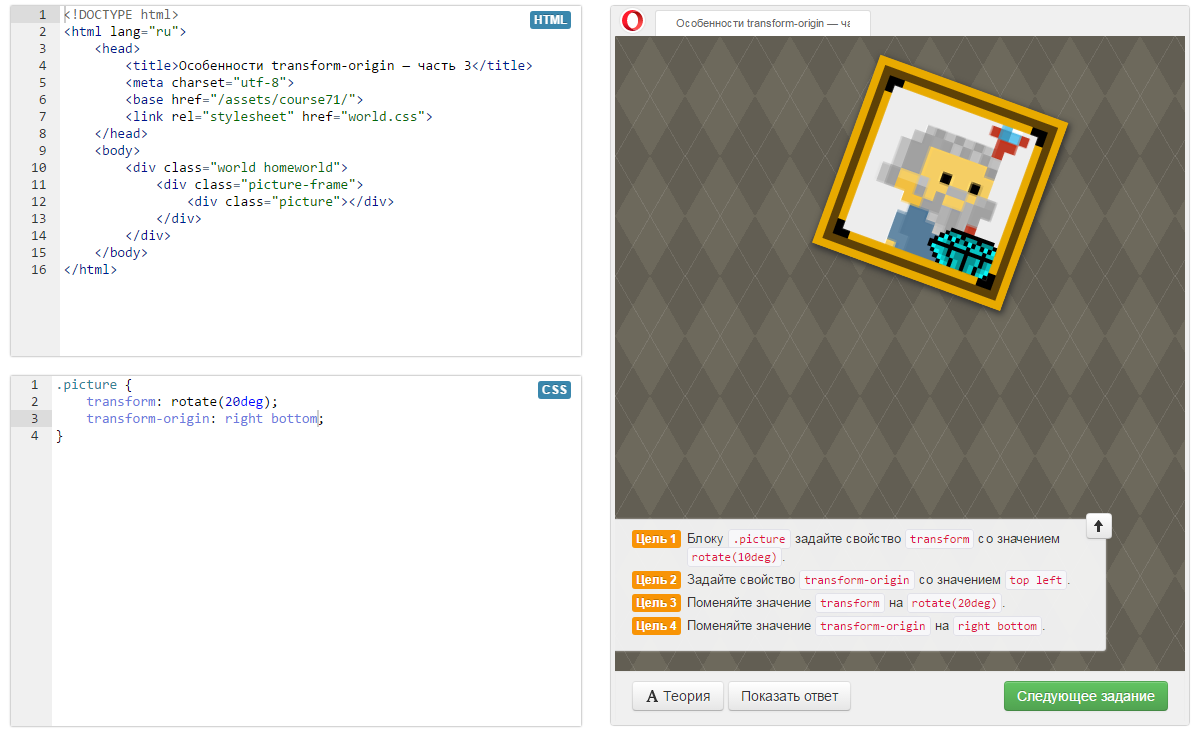 1 <!DOCTYPE html>
HTML
2 <html lang="ru">
3 <head>
4 <title>Особенности transform-origin — часть 3</title>
5 <meta charset="utf-8">
6 <base href="/assets/course71/">
7 <link rel="stylesheet" href="world.css">
8 </head>
9 <body>
10 <div class="world homeworld">
11 <div class="picture-frame">
12 <div class="picture"></div>
13 </div>
14 </div>
15 </body>
16 </html>
1 .picture {
CSS
2 transform: rotate(20deg);
3 transform-origin: right bottom;
4 }
Особенности transform-origin — ча
Цель 1 Блоку .picture задайте свойство transform со значением
rotate(10deg).
Цель 2 Задайте свойство transform-origin со значением top left.
Цель 3 Поменяйте значение transform на rotate(20deg).
Цель 4 Поменяйте значение transform-origin на right bottom.
A Теория
Показать ответ
Следующее задание